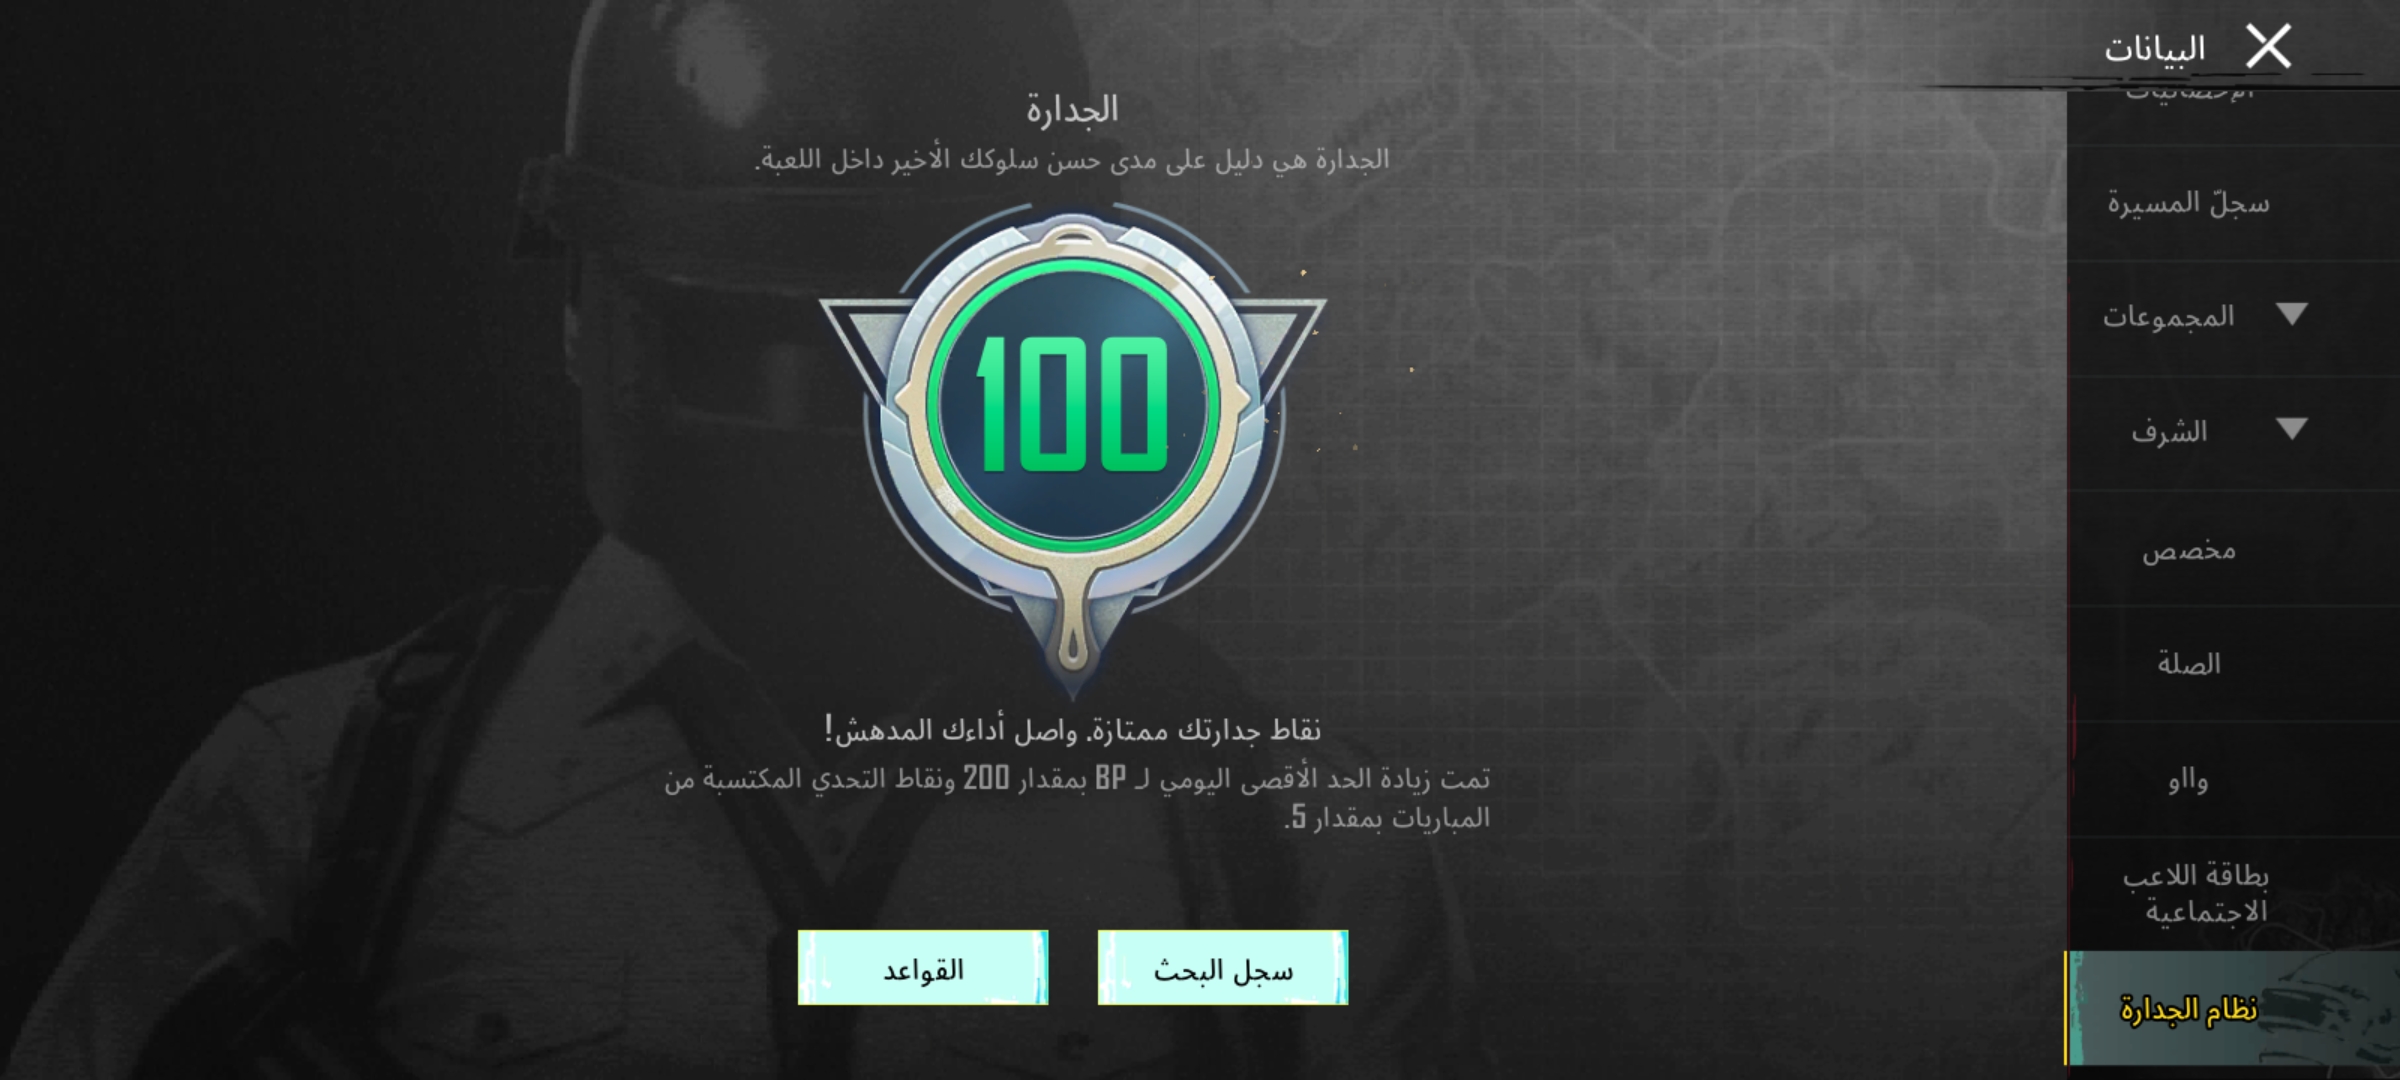 البيانات
الإحصائيات
سجلّ المسيرة
المجموعات
الشرف
مخصص
الصلة
وااو
بطاقة اللاعب
الاجتماعية
نظام الجدارة
الجدارة
الجدارة هي دليل على مدى حسن سلوكك الأخير داخل اللعبة.
100
نقاط جدارتك ممتازة. واصل أداءك المدهش!
تمت زيادة الحد الأقصى اليومي لـ BP بمقدار 200 ونقاط التحدي المكتسبة من
المباريات بمقدار 5.
سجل البحث
القواعد